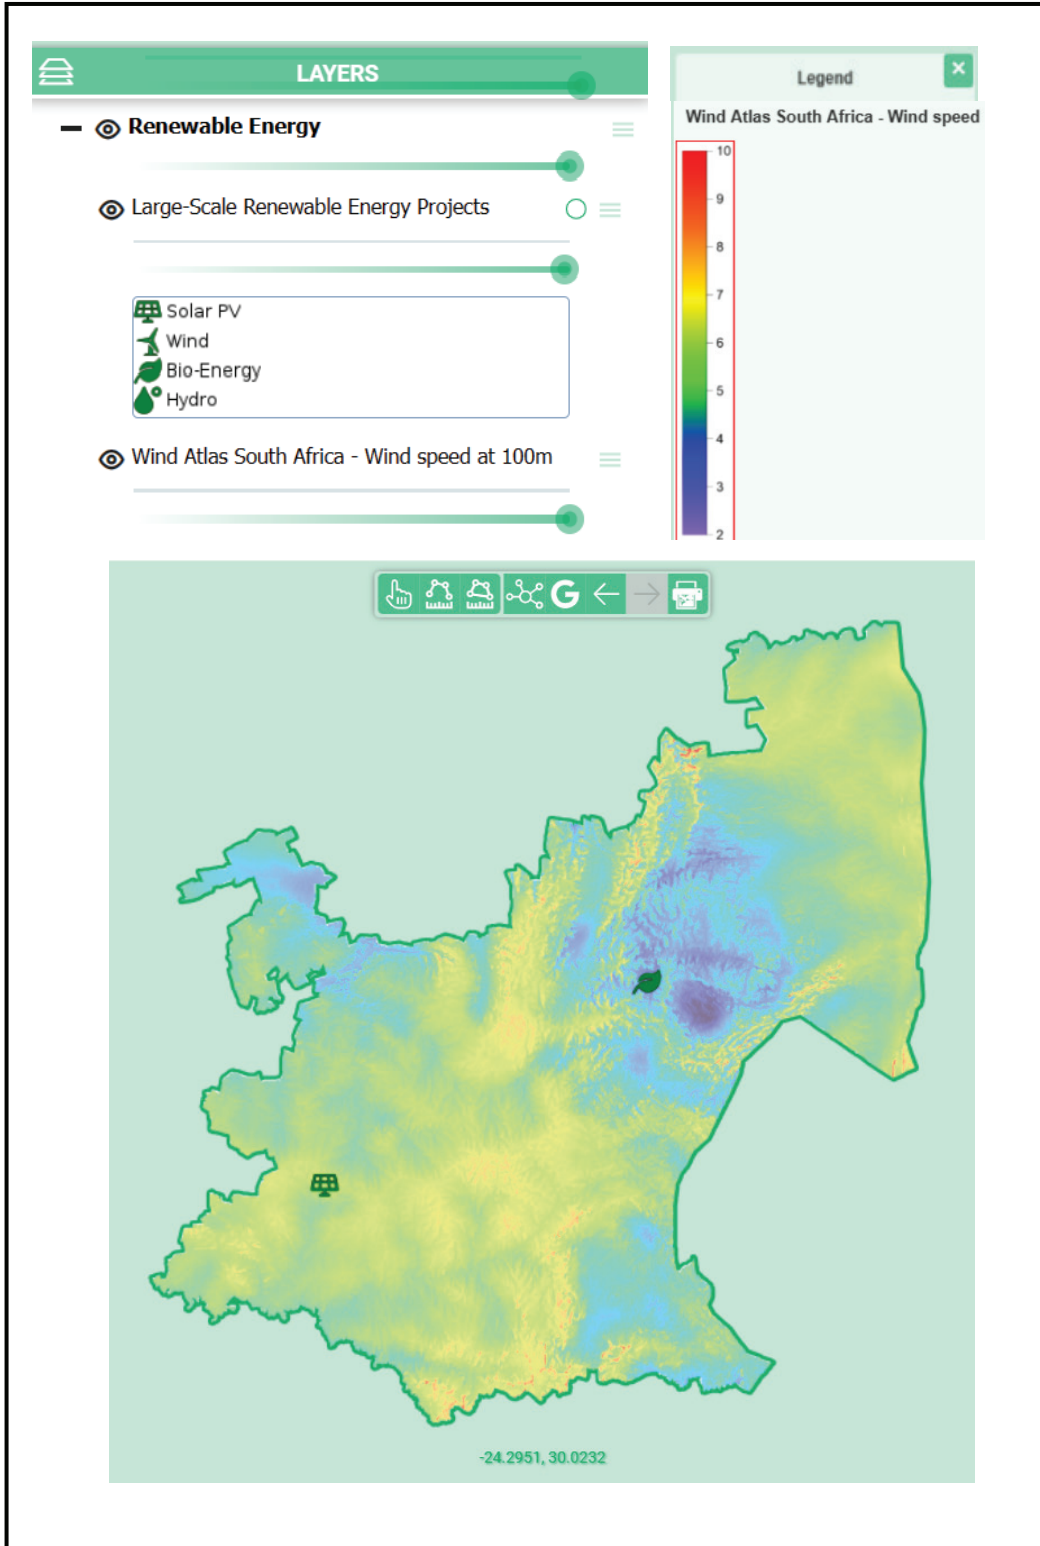 LAYERS
Renewable Energy
Large-Scale Renewable Energy Projects
Solar PV
Wind
Bio-Energy
Hydro
Wind Atlas South Africa - Wind speed at 100m
Legend
Wind Atlas South Africa - Wind speed
10
9
8
7
6
5
4
3
2
G
-24.2951, 30.0232